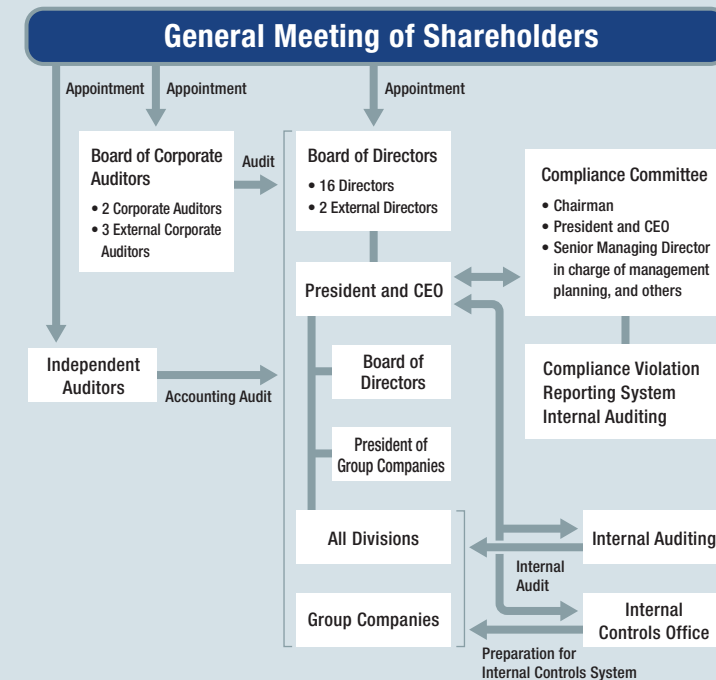 General Meeting of Shareholders
Appointment
Appointment
Appointment
Board of Corporate
Auditors
• 2 Corporate Auditors
• 3 External Corporate
Auditors
Audit
Board of Directors
• 16 Directors
• 2 External Directors
Compliance Committee
• Chairman
• President and CEO
• Senior Managing Director
in charge of management
planning, and others
President and CEO
Independent
Auditors
Accounting Audit
Board of
Directors
Compliance Violation
Reporting System
Internal Auditing
President of
Group Companies
All Divisions
Internal Auditing
Internal
Audit
Group Companies
Internal
Controls Office
Preparation for
Internal Controls System